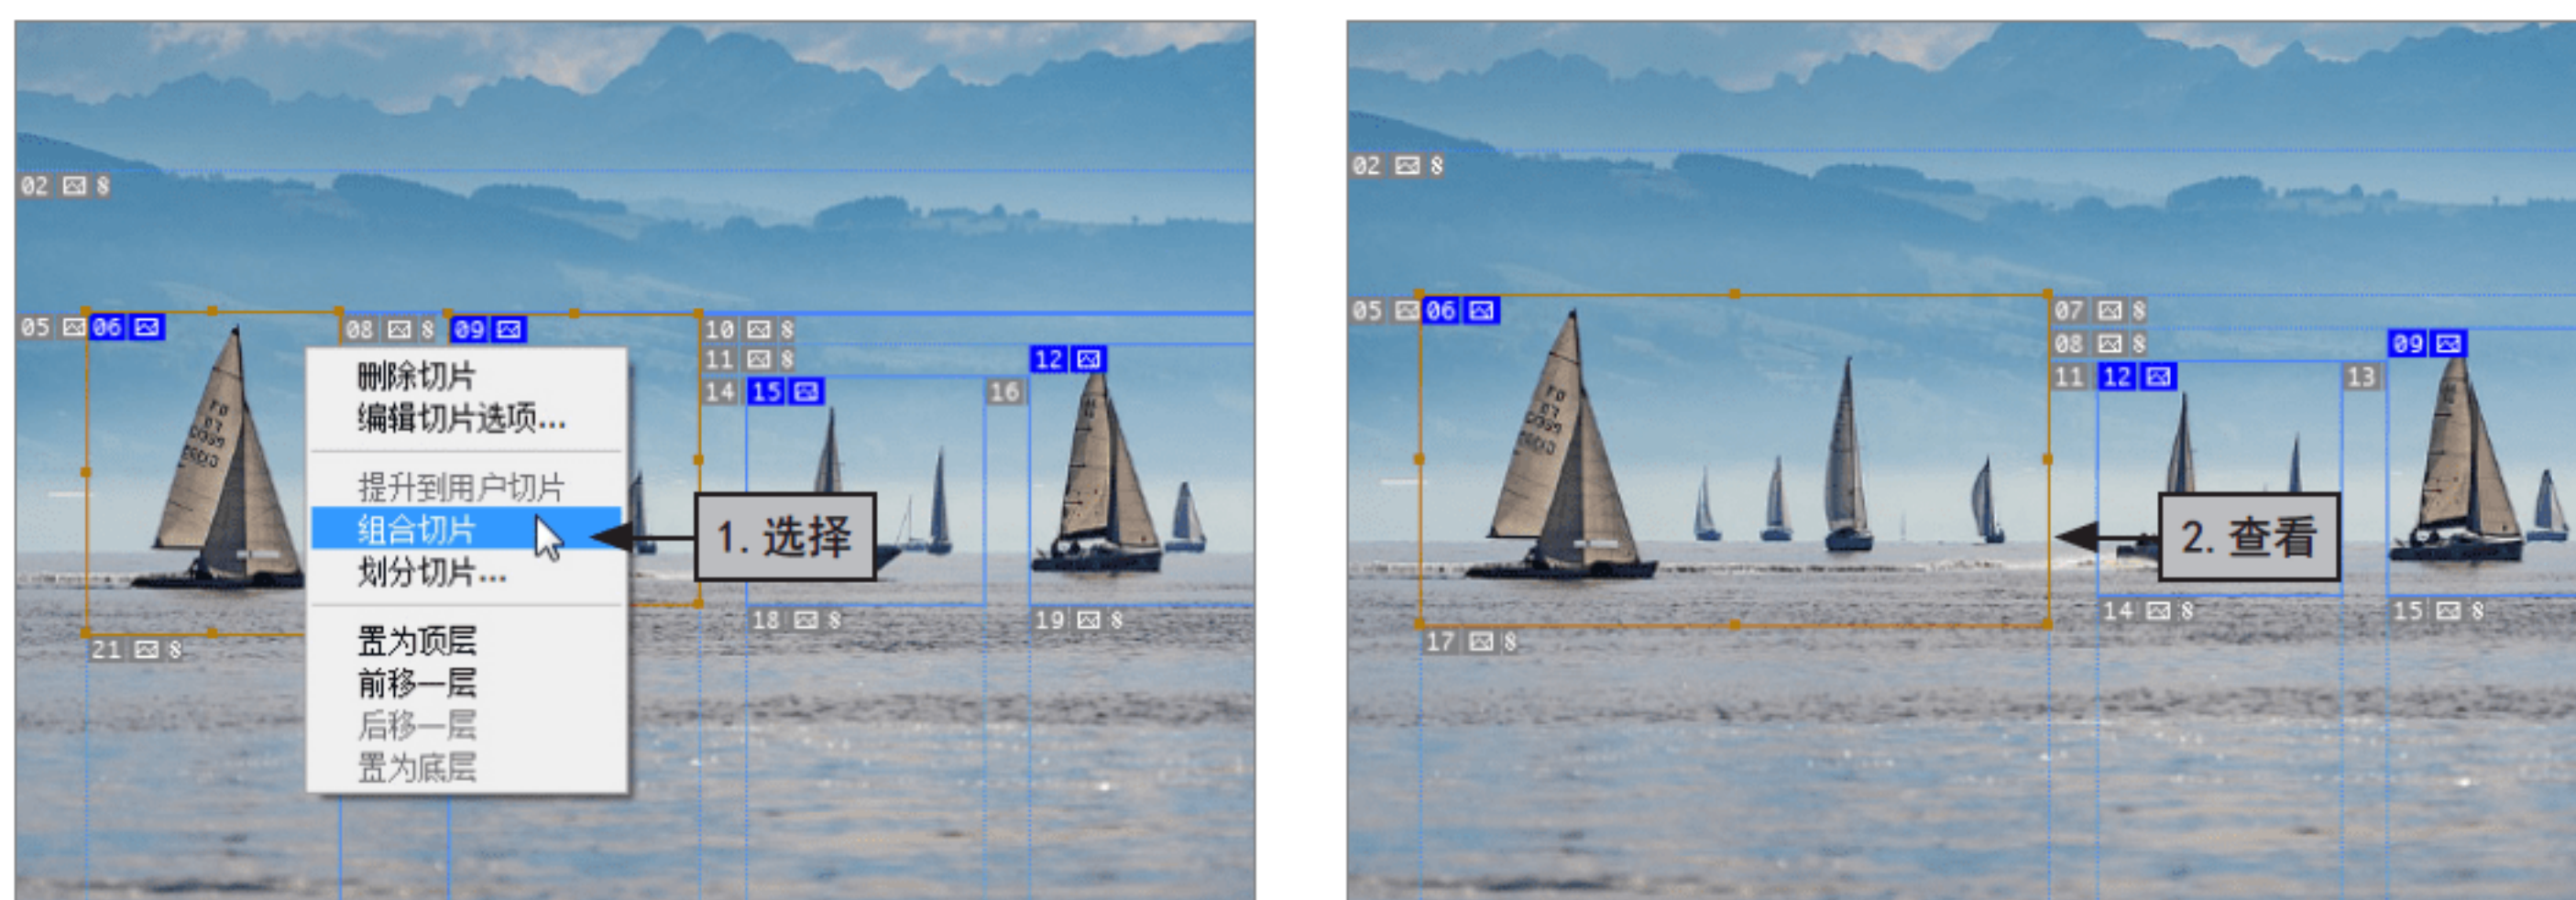 02
05 06 08 09 10
11 12
14 15 16
删除切片
编辑切片选项...
提升到用户切片
组合切片
划分切片...
置为顶层
前移一层
后移一层
置为底层
1. 选择
18 19
21
02
05 06 07
08 09
11 12 13
2. 查看
14 15
17